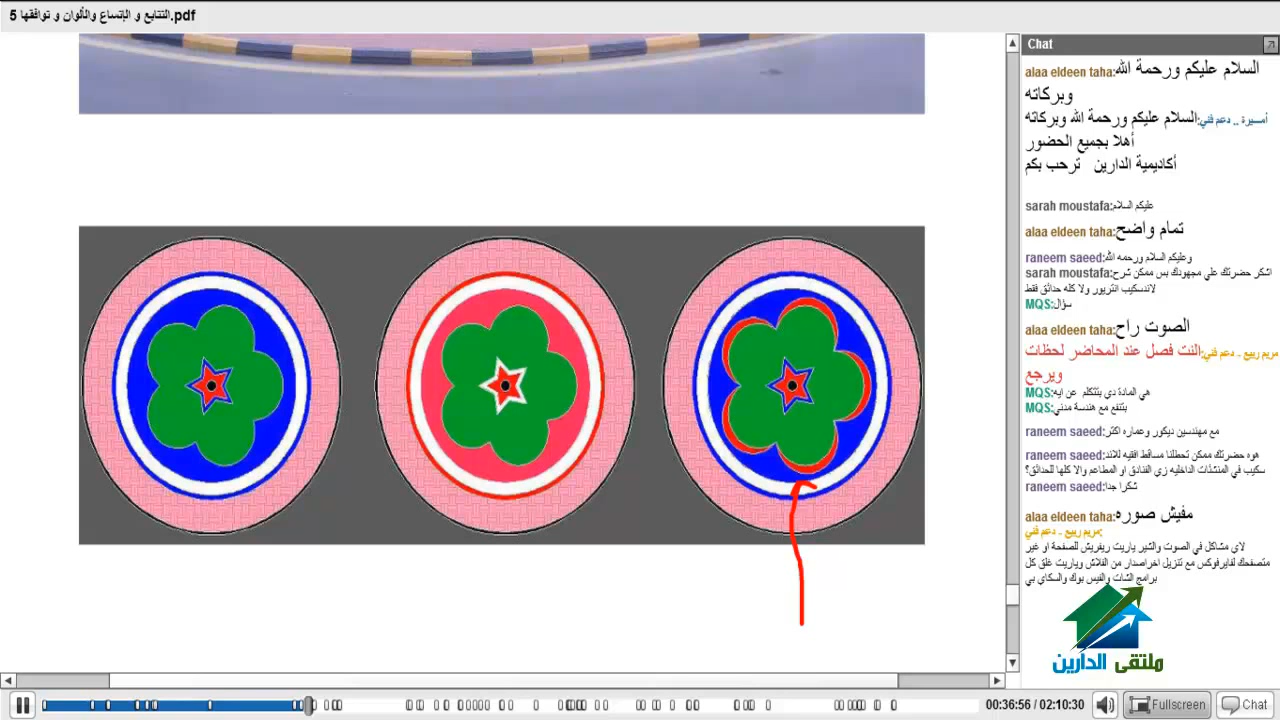 5 التتابع و الإتساع والألوان و توافقها.pdf
Chat
alaa eldeen taha:السلام عليكم ورحمة الله
وبركاته
أمسيرة .. دعم فني:السلام عليكم ورحمة الله وبركاته
أهلا بجميع الحضور
أكاديمية الدارين ترحب بكم
sarah moustafa:عليكم السلام
alaa eldeen taha:تمام واضح
raneem saeed:وعليكم السلام ورحمه الله
sarah moustafa:اشكر حضرتك علي مجهودك بس ممكن شرح
لاندسكيب انتريور ولا كله حدائق فقط
MQS:سؤال
alaa eldeen taha:الصوت راح
مريم ربيع - دعم فني:النت فصل عند المحاضر لحظات
ويرجع
MQS:هي المادة دي بتتكلم عن ايه
MQS:بتنفع مع هندسة مدني
raneem saeed:مع مهندسين ديكور وعماره اكتر
raneem saeed:هوه حضرتك ممكن تحطلنا مساقط افقيه للاند
سكيب في المنشئات الداخليه زي الفنادق او المطاعم والا كلها للحدائق؟
raneem saeed:شكرا جدا
alaa eldeen taha:مفيش صوره
مريم ربيع - دعم فني:
لاي مشاكل في الصوت والشير ياريت ريفريش للصفحة او غير
متصفحك لفايرفوكس مع تنزيل اخراصدار من الفلاش وياريت غلق كل
برامج الشات والفيس بوك والسكاي بي
ملتقى الدارين
00:36:56 / 02:10:30
Fullscreen
Chat